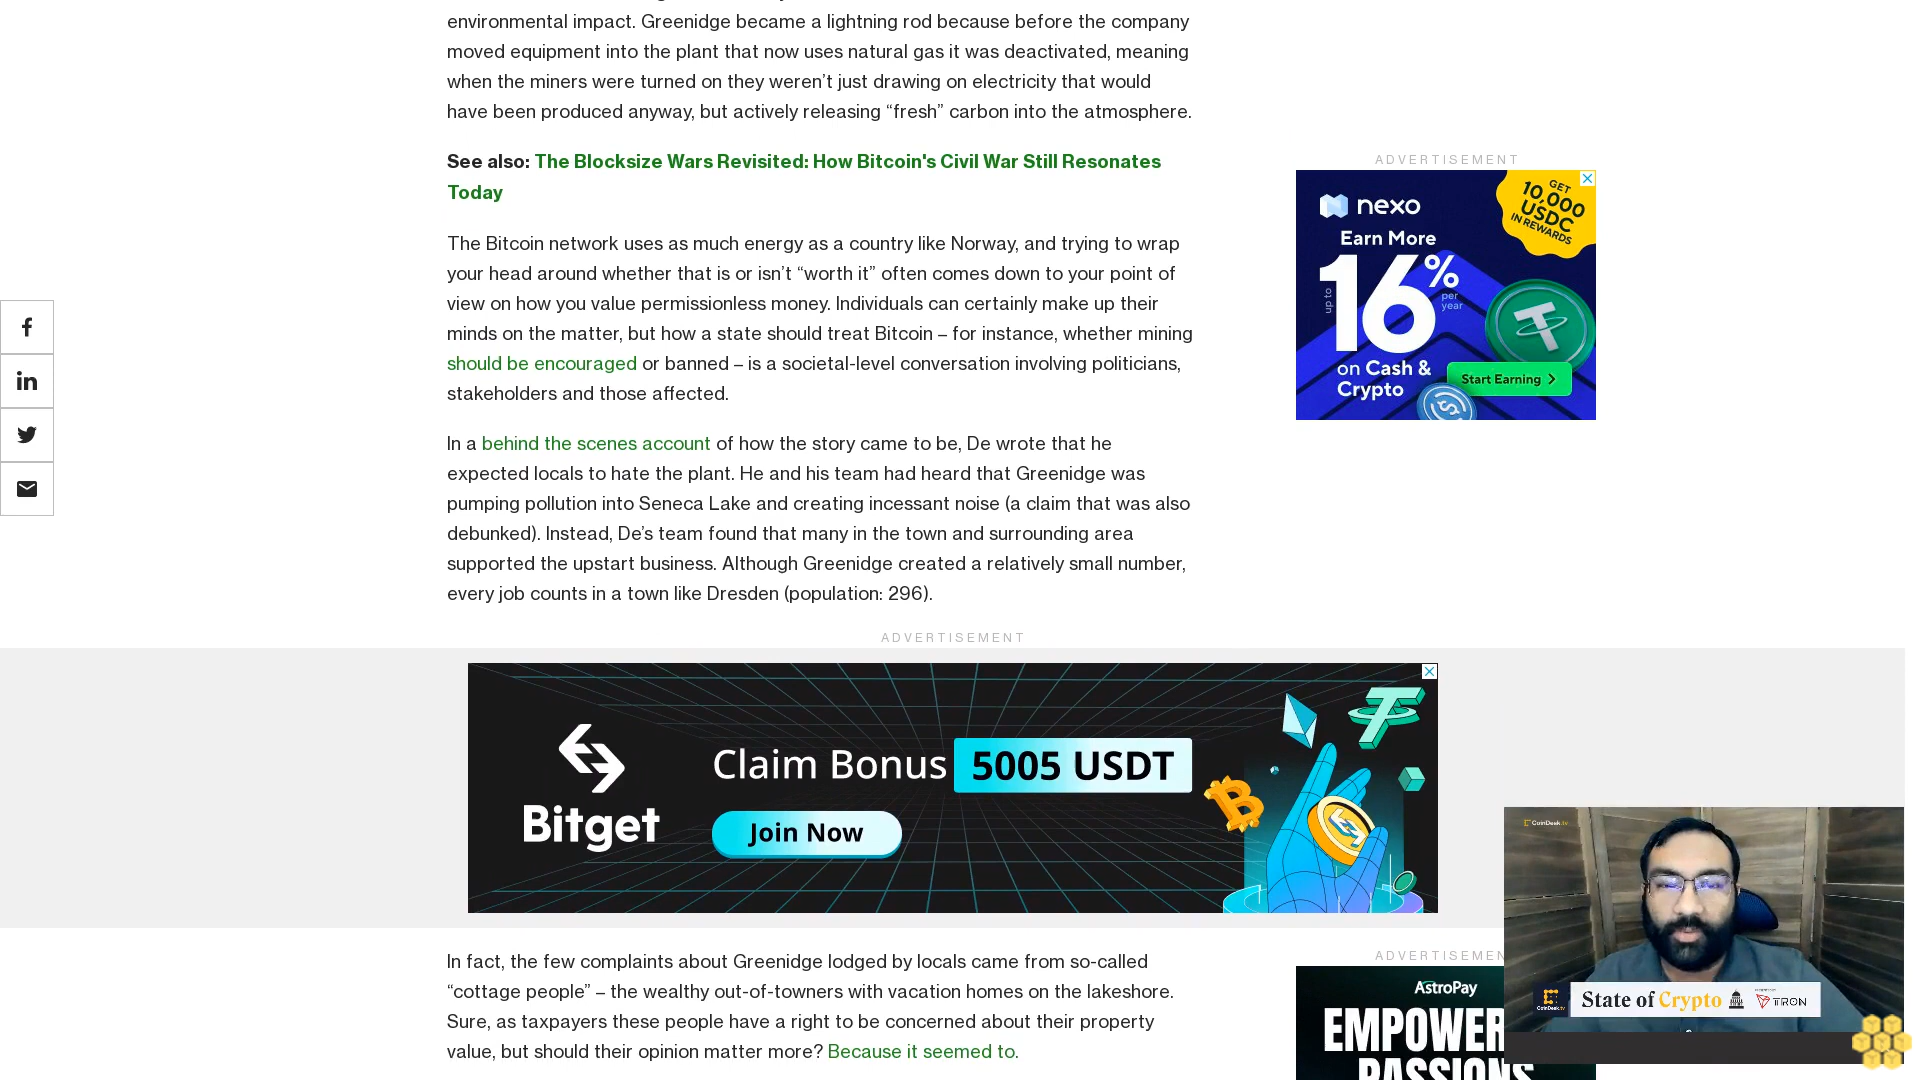 environmental impact. Greenidge became a lightning rod because before the company
moved equipment into the plant that now uses natural gas it was deactivated, meaning
when the miners were turned on they weren’t just drawing on electricity that would
have been produced anyway, but actively releasing “fresh” carbon into the atmosphere.
See also: The Blocksize Wars Revisited: How Bitcoin's Civil War Still Resonates
Today
The Bitcoin network uses as much energy as a country like Norway, and trying to wrap
your head around whether that is or isn’t “worth it” often comes down to your point of
view on how you value permissionless money. Individuals can certainly make up their
minds on the matter, but how a state should treat Bitcoin – for instance, whether mining
should be encouraged or banned – is a societal-level conversation involving politicians,
stakeholders and those affected.
In a behind the scenes account of how the story came to be, De wrote that he
expected locals to hate the plant. He and his team had heard that Greenidge was
pumping pollution into Seneca Lake and creating incessant noise (a claim that was also
debunked). Instead, De’s team found that many in the town and surrounding area
supported the upstart business. Although Greenidge created a relatively small number,
every job counts in a town like Dresden (population: 296).
ADVERTISEMENT
nexo
GET
10,000
USDC
IN REWARDS
Earn More
up to
16%
per
year
on Cash &
Crypto
Start Earning
ADVERTISEMENT
Bitget
Claim Bonus 5005 USDT
Join Now
In fact, the few complaints about Greenidge lodged by locals came from so-called
“cottage people” – the wealthy out-of-towners with vacation homes on the lakeshore.
Sure, as taxpayers these people have a right to be concerned about their property
value, but should their opinion matter more? Because it seemed to.
ADVERTISEMEN
AstroPay
EMPOWER
PASSIONS
CoinDesk.tv
CoinDesk.tv
State of Crypto
TRON